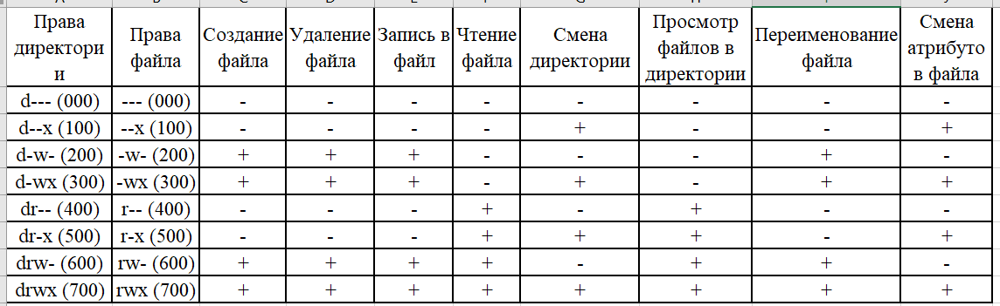 Права директори и | Права файла | Создание файла | Удаление файла | Запись в файл | Чтение файла | Смена директории | Просмотр файлов в директории | Переименование файла | Смена атрибуто в файла
d--- (000) | --- (000) | - | - | - | - | - | - | - | -
d--x (100) | --x (100) | - | - | - | - | + | - | - | +
d-w- (200) | -w- (200) | + | + | + | - | - | - | + | -
d-wx (300) | -wx (300) | + | + | + | - | + | - | + | +
dr-- (400) | r-- (400) | - | - | - | + | - | + | - | -
dr-x (500) | r-x (500) | - | - | - | + | + | + | - | +
drw- (600) | rw- (600) | + | + | + | + | - | + | + | -
drwx (700) | rwx (700) | + | + | + | + | + | + | + | +